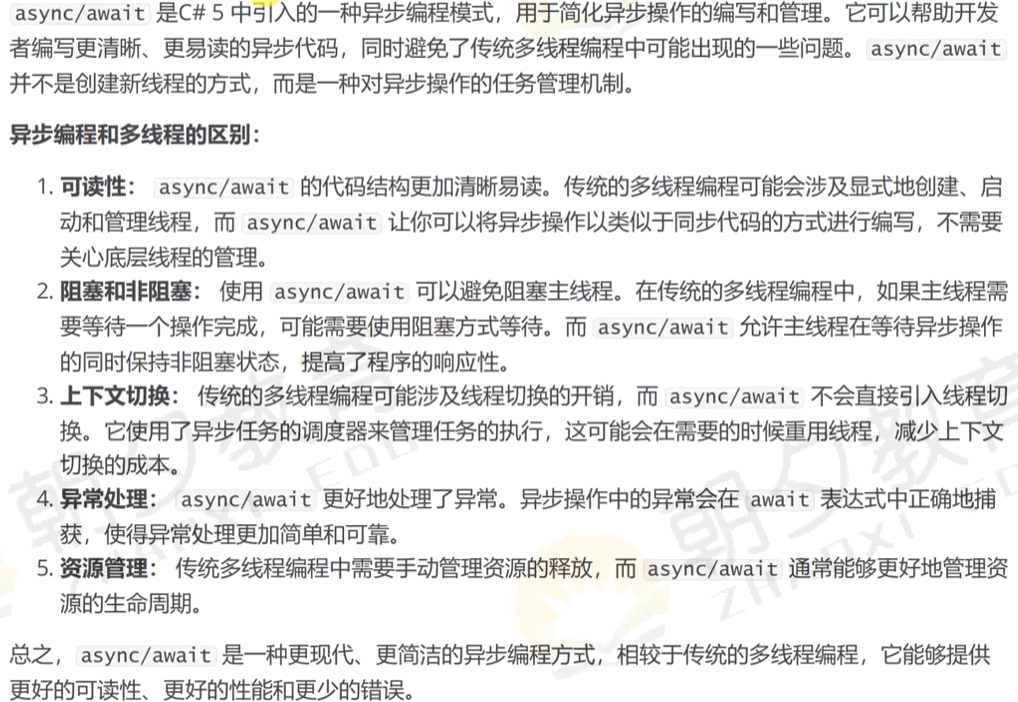 async/await 是C# 5 中引入的一种异步编程模式，用于简化异步操作的编写和管理。它可以帮助开发
者编写更清晰、更易读的异步代码，同时避免了传统多线程编程中可能出现的一些问题。 async/await
并不是创建新线程的方式，而是一种对异步操作的任务管理机制。
异步编程和多线程的区别：
1. 可读性： async/await 的代码结构更加清晰易读。传统的多线程编程可能会涉及显式地创建、启
动和管理线程，而 async/await 让你可以将异步操作以类似于同步代码的方式进行编写，不需要
关心底层线程的管理。
2. 阻塞和非阻塞： 使用 async/await 可以避免阻塞主线程。在传统的多线程编程中，如果主线程需
要等待一个操作完成，可能需要使用阻塞方式等待。而 async/await 允许主线程在等待异步操作
的同时保持非阻塞状态，提高了程序的响应性。
3. 上下文切换： 传统的多线程编程可能涉及线程切换的开销，而 async/await 不会直接引入线程切
换。它使用了异步任务的调度器来管理任务的执行，这可能会在需要的时候重用线程，减少上下文
切换的成本。
4. 异常处理： async/await 更好地处理了异常。异步操作中的异常会在 await 表达式中正确地捕
获，使得异常处理更加简单和可靠。
5. 资源管理： 传统多线程编程中需要手动管理资源的释放，而 async/await 通常能够更好地管理资
源的生命周期。
总之， async/await 是一种更现代、更简洁的异步编程方式，相较于传统的多线程编程，它能够提供
更好的可读性、更好的性能和更少的错误。
朝夕教育
ZHAOXI EDU
朝夕教育
ZHAOXI ED